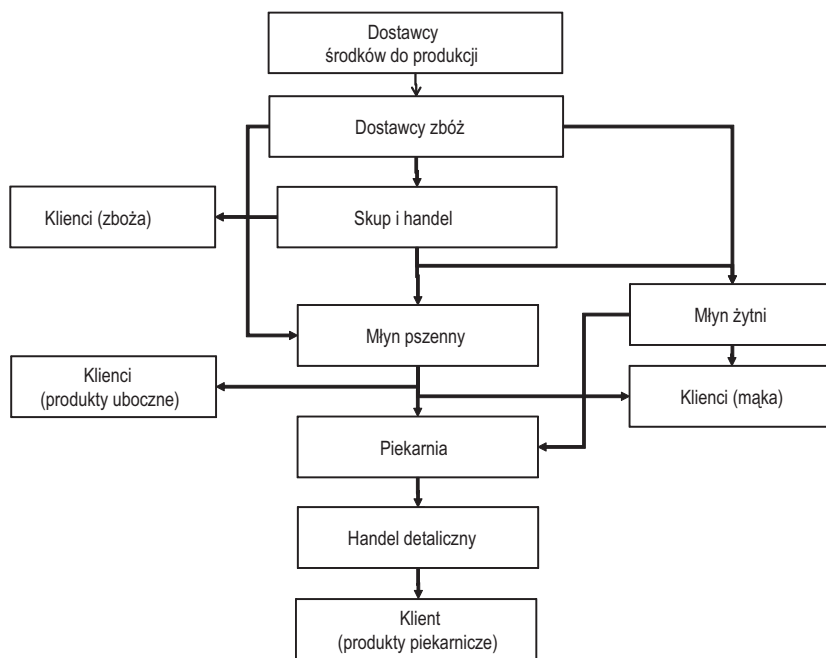 Dostawcy
środków do produkcji
Dostawcy zbóż
Klienci (zboża)
Skup i handel
Młyn pszenny
Młyn żytni
Klienci
(produkty uboczne)
Klienci (mąka)
Piekarnia
Handel detaliczny
Klient
(produkty piekarnicze)